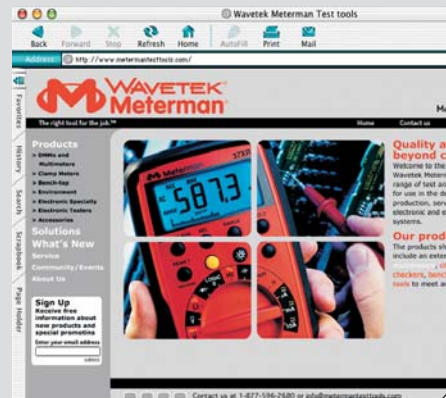 Wavetek Meterman Test tools
Back Forward Stop Refresh Home AutoFill Print Mail
Address http://www.metermantesttools.com/
Favorites
History
Search
Scrapbook
Page Holder
WAVETEK
Meterman
The right tool for the job.™
Home Contact us
Products
> DMMs and
Multimeters
> Clamp Meters
> Bench-top
> Environment
> Electronic Specialty
> Electronic Testers
> Accessories
Solutions
What's New
Service
Community/Events
About Us
Sign Up
Receive free
information about
new products and
special promotins
Enter your email address
submit
Meterman
587.3
Quality a
beyond c
Welcome to the
Wavetek Meterm
range of test an
for use in the de
production, serv
electronic and e
systems.
Our prod
The products sh
include an exter
checkers, benc
tools to meet a
Contact us at 1-877-596-2680 or info@metermantesttools.com